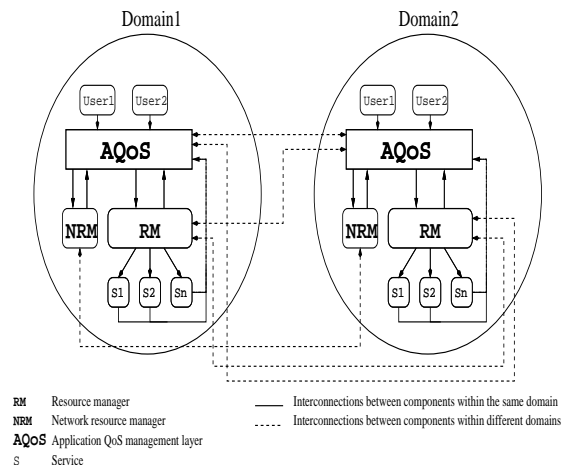 Domain1 Domain2
User1 User2 User1 User2
AQoS AQoS
NRM RM NRM RM
S1 S2 Sn S1 S2 Sn
RM Resource manager Interconnections between components within the same domain
NRM Network resource manager Interconnections between components within different domains
AQoS Application QoS management layer
S Service